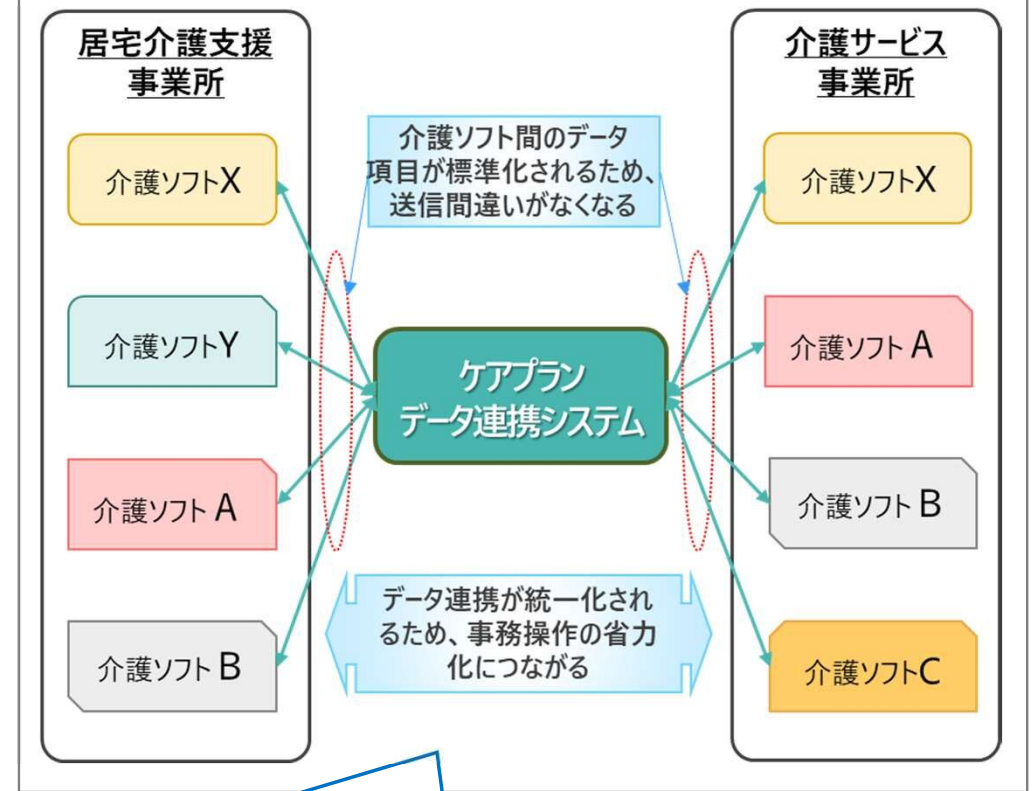 居宅介護支援
事業所
介護ソフトX
介護ソフトY
介護ソフト A
介護ソフト B
介護ソフト間のデータ
項目が標準化されるため、
送信間違いがなくなる
ケアプラン
データ連携システム
データ連携が統一化され
るため、事務操作の省力
化につながる
介護サービス
事業所
介護ソフトX
介護ソフト A
介護ソフト B
介護ソフトC